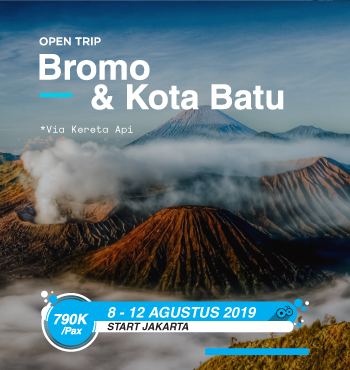 OPEN TRIP
Bromo
& Kota Batu
*Via Kereta Api
790K
/Pax
8 - 12 AGUSTUS 2019
START JAKARTA